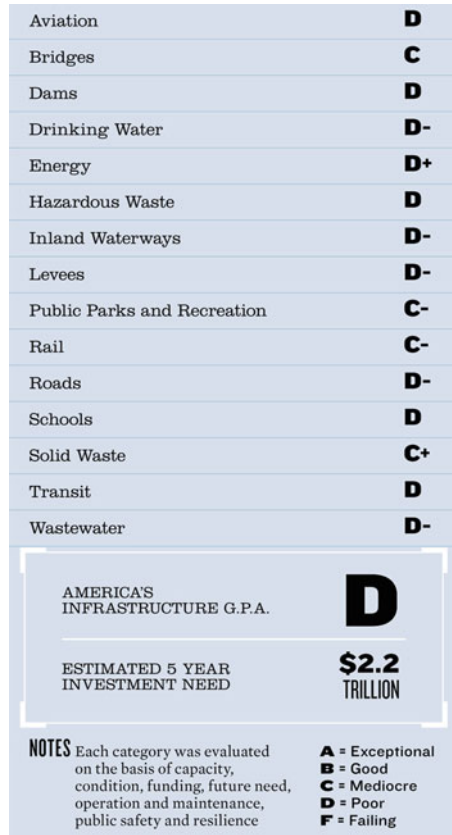 Aviation D
Bridges C
Dams D
Drinking Water D-
Energy D+
Hazardous Waste D
Inland Waterways D-
Levees D-
Public Parks and Recreation C-
Rail C-
Roads D-
Schools D
Solid Waste C+
Transit D
Wastewater D-
AMERICA'S
INFRASTRUCTURE G.P.A. D
ESTIMATED 5 YEAR
INVESTMENT NEED
$2.2
TRILLION
NOTES Each category was evaluated
on the basis of capacity,
condition, funding, future need,
operation and maintenance,
public safety and resilience
A = Exceptional
B = Good
C = Mediocre
D = Poor
F = Failing